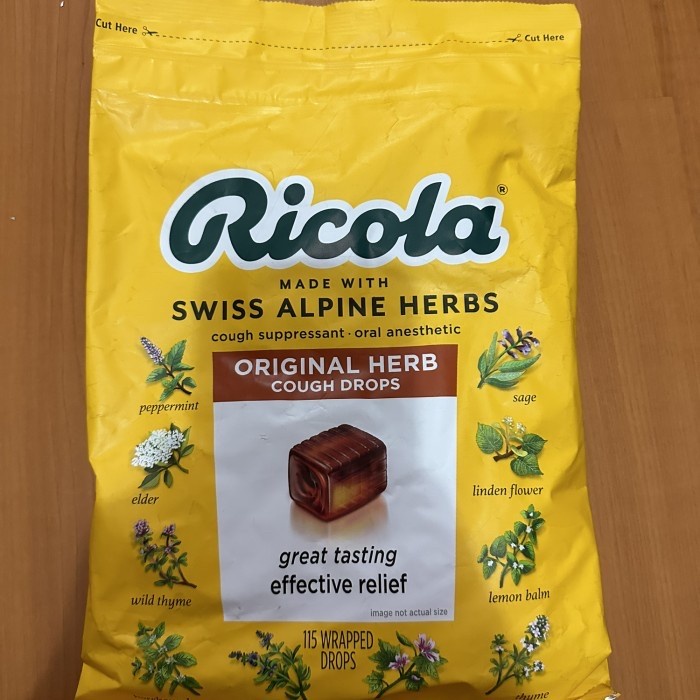 Cut Here
Cut Here
Ricola®
MADE WITH
SWISS ALPINE HERBS
cough suppressant · oral anesthetic
ORIGINAL HERB
COUGH DROPS
peppermint
sage
elder
linden flower
wild thyme
lemon balm
great tasting
effective relief
image not actual size
115 WRAPPED
DROPS
thyme